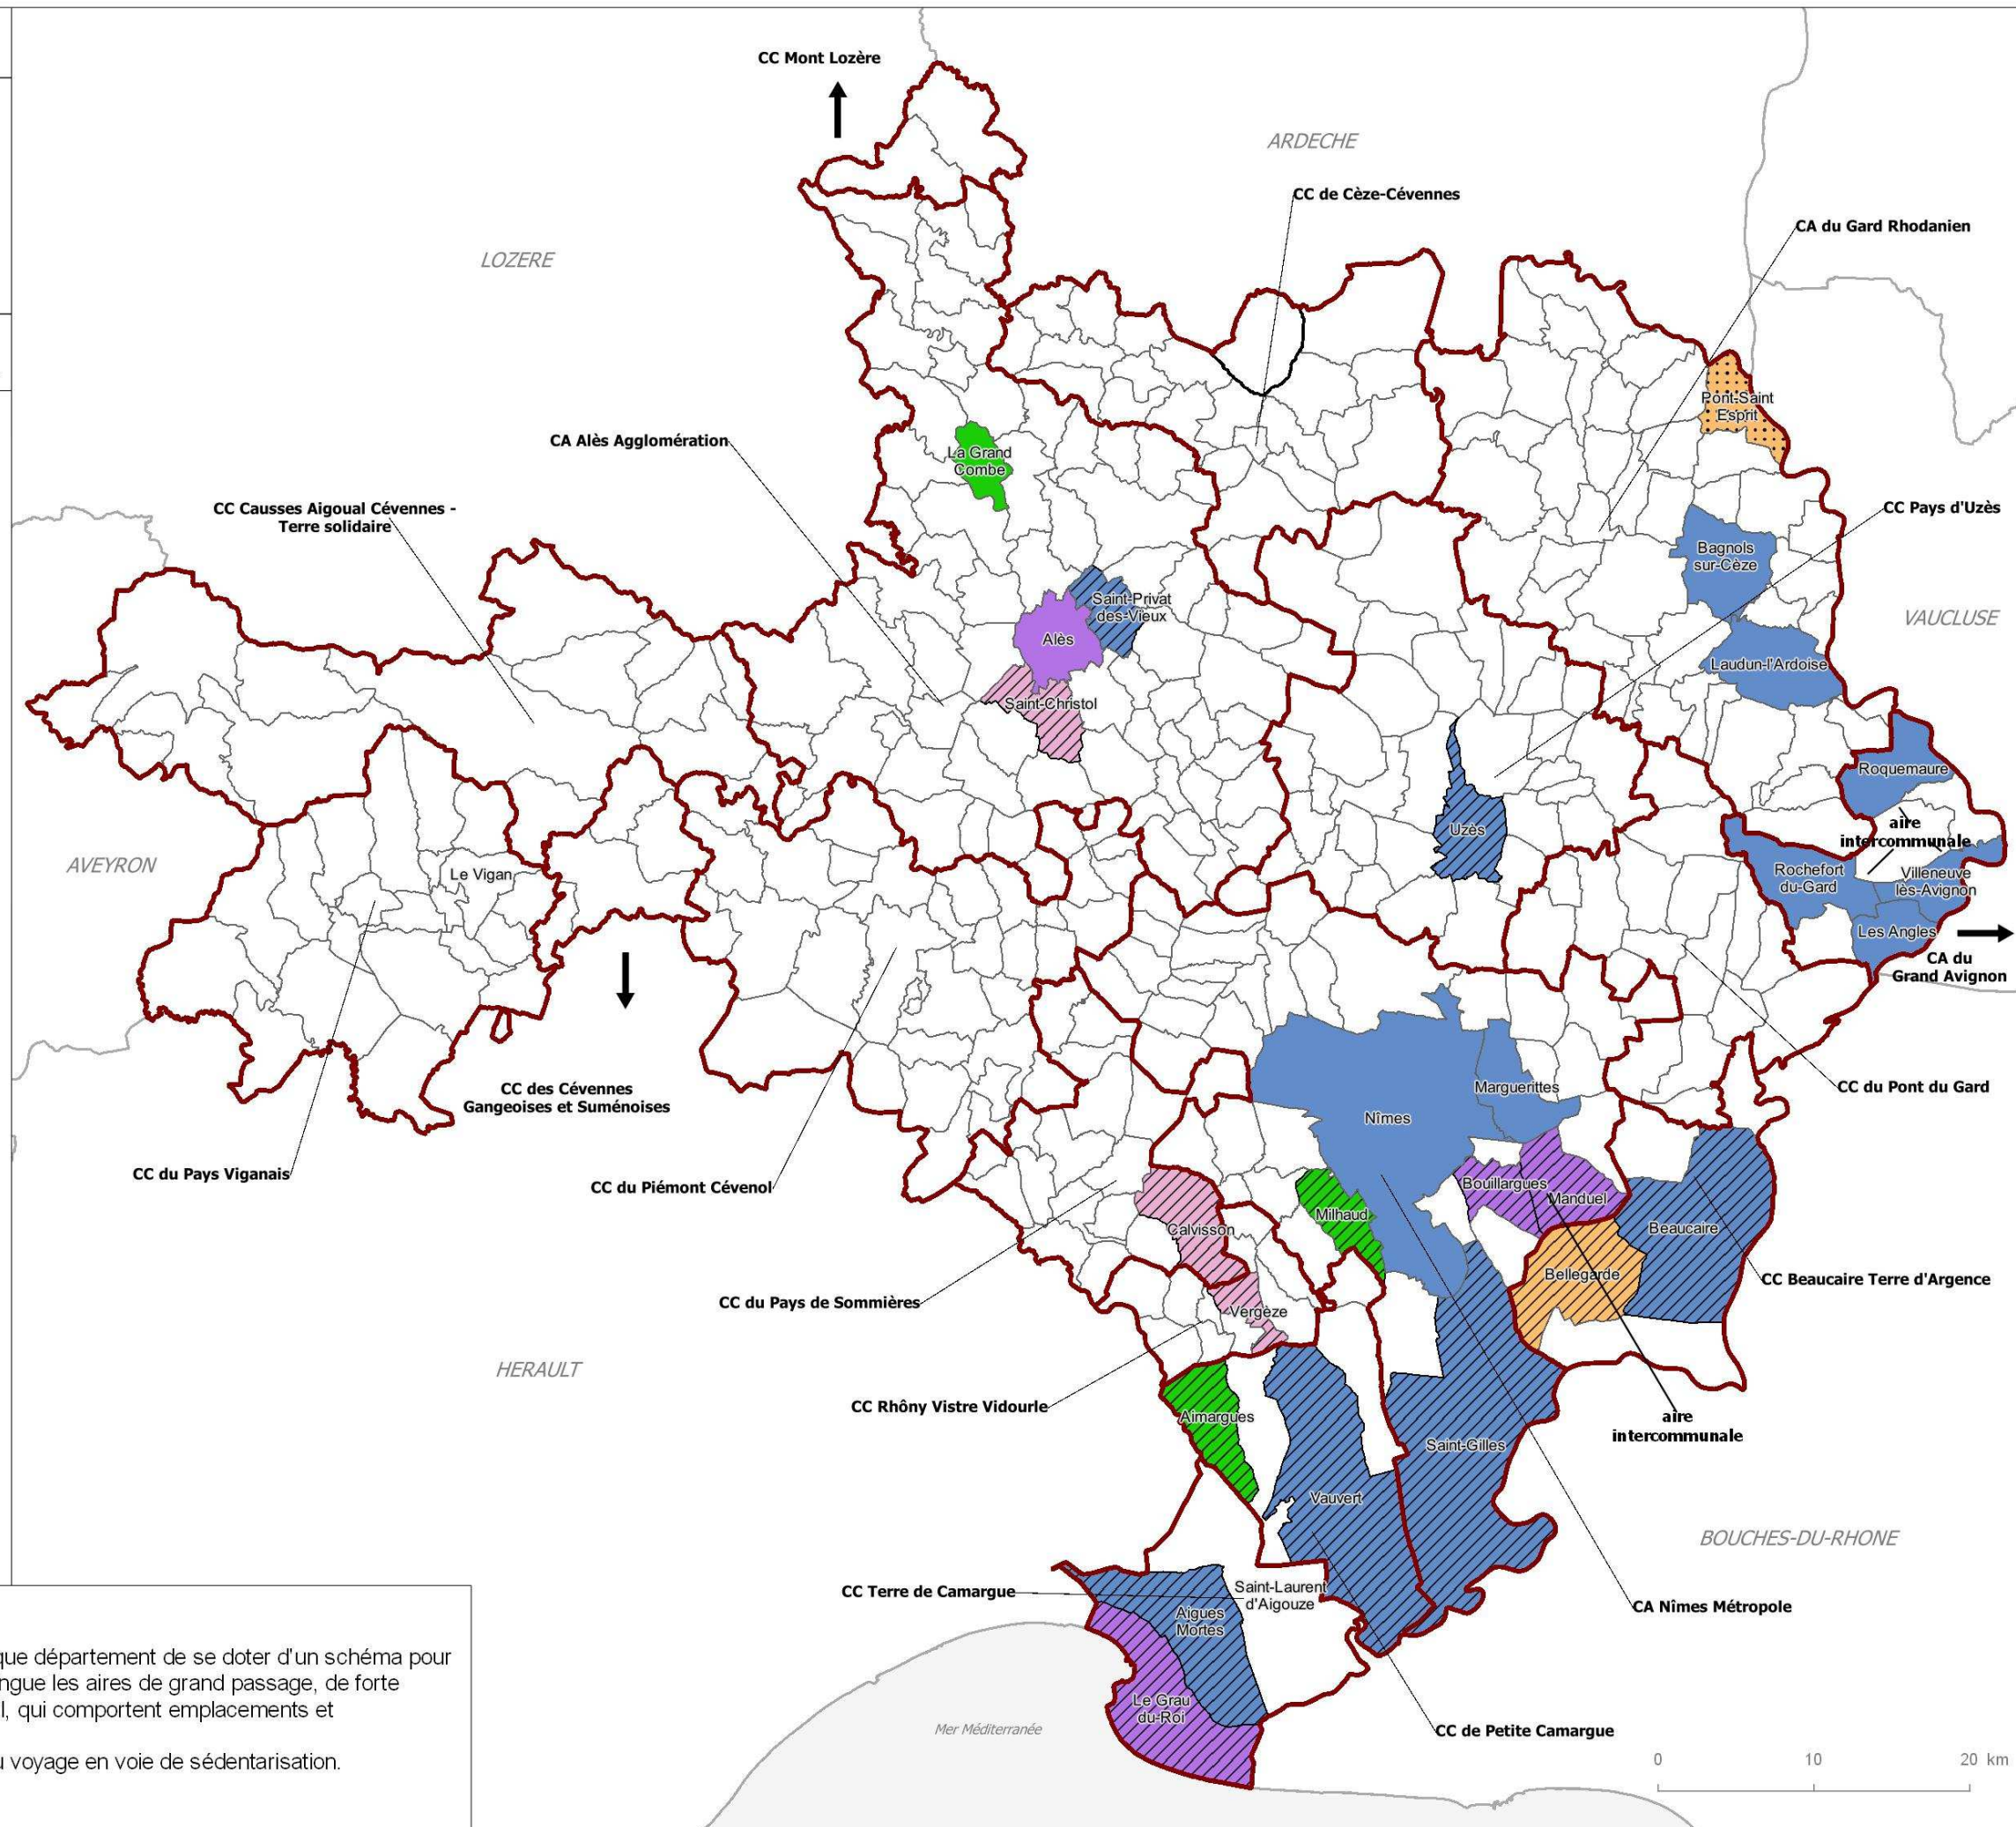 CC Mont Lozère
ARDECHE
CC de Cèze-Cévennes
CA du Gard Rhodanien
LOZERE
Pont-Saint
Esprit
CA Alès Agglomération
La Grand
Combe
CC Causses Aigoual Cévennes -
Terre solidaire
CC Pays d'Uzès
Bagnols
sur-Cèze
Saint-Privat
des-Vieux
VAUCLUSE
Alès
Laudun-l'Ardoise
Saint-Christol
Roquemaure
aire
intercommunale
Uzès
AVEYRON
Le Vigan
Rochefort
du-Gard
Villeneuve
lès-Avignon
Les Angles
CA du
Grand Avignon
CC des Cévennes
Gangeoises et Suménoises
Marguerittes
CC du Pont du Gard
Nîmes
CC du Pays Viganais
CC du Piémont Cévenol
Bouillargues
Manduel
Milhaud
Calvisson
Beaucaire
Bellegarde
CC Beaucaire Terre d'Argence
CC du Pays de Sommières
Vergèze
HERAULT
CC Rhôny Vistre Vidourle
Aimargues
aire
intercommunale
Saint-Gilles
Vauvert
BOUCHES-DU-RHONE
CC Terre de Camargue
Saint-Laurent
d'Aigouze
Aigues
Mortes
CA Nîmes Métropole
Le Grau
du-Roi
Mer Méditerranée
CC de Petite Camargue
0 10 20 km
que département de se doter d'un schéma pour
ngue les aires de grand passage, de forte
l, qui comportent emplacements et
u voyage en voie de sédentarisation.